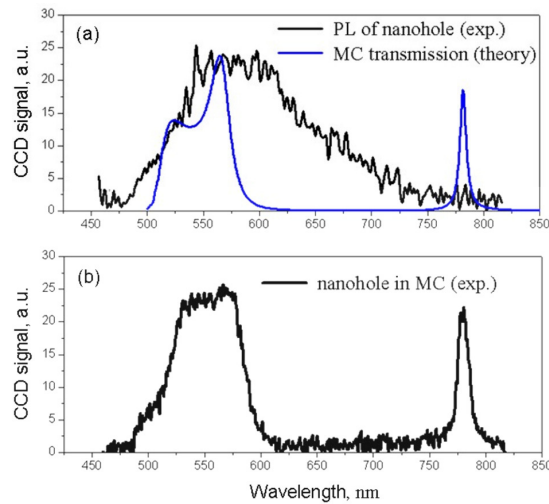 (a)
PL of nanohole (exp.)
MC transmission (theory)
CCD signal, a.u.
30
25
20
15
10
5
0
450 500 550 600 650 700 750 800 850
(b)
nanohole in MC (exp.)
CCD signal, a.u.
30
25
20
15
10
5
0
450 500 550 600 650 700 750 800 850
Wavelength, nm